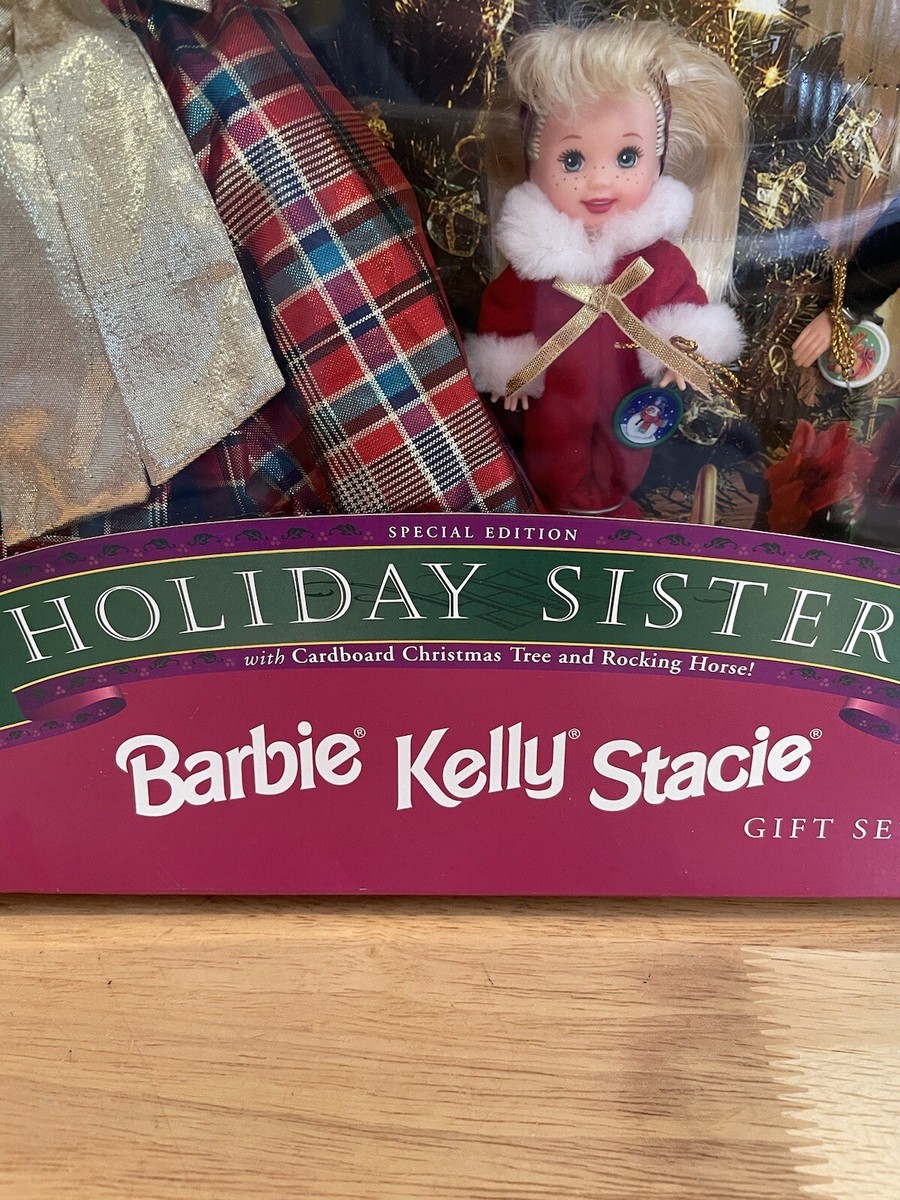 SPECIAL EDITION
HOLIDAY SISTER
with Cardboard Christmas Tree and Rocking Horse!
Barbie® Kelly® Stacie®
GIFT SE